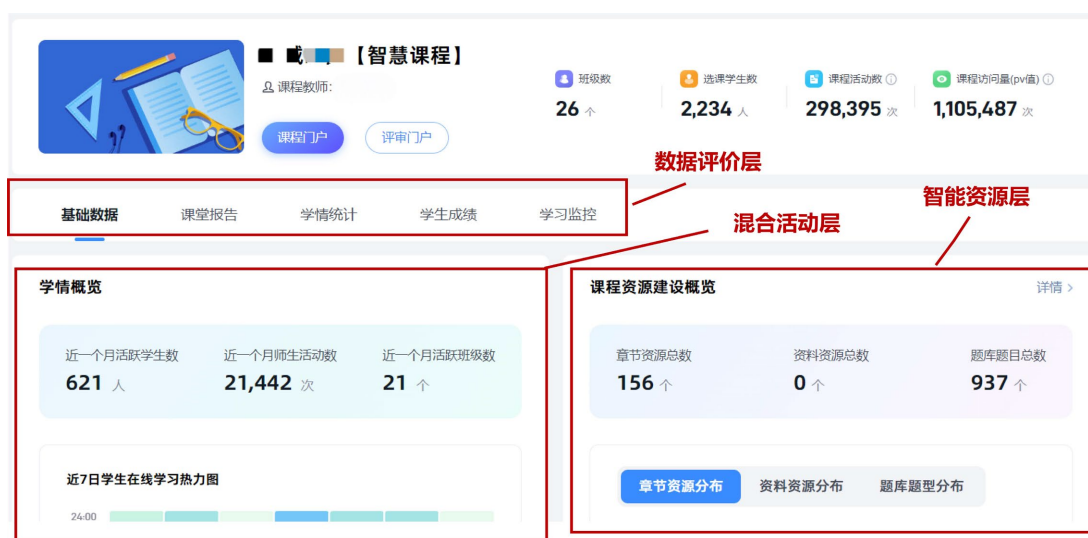 【智慧课程】
课程教师:
课程门户 评审门户
班级数 选课学生数 课程活动数 课程访问量(pv值)
26 个 2,234 人 298,395 次 1,105,487 次
数据评价层
智能资源层
混合活动层
基础数据 课堂报告 学情统计 学生成绩 学习监控
学情概览
近一个月活跃学生数 近一个月师生活动数 近一个月活跃班级数
621 人 21,442 次 21 个
近7日学生在线学习热力图
24:00
课程资源建设概览 详情 >
章节资源总数 资料资源总数 题库题目总数
156 个 0 个 937 个
章节资源分布 资料资源分布 题库题型分布